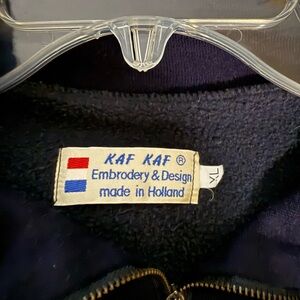 KAF KAF ®
Embrodery & Design
made in Holland
XL